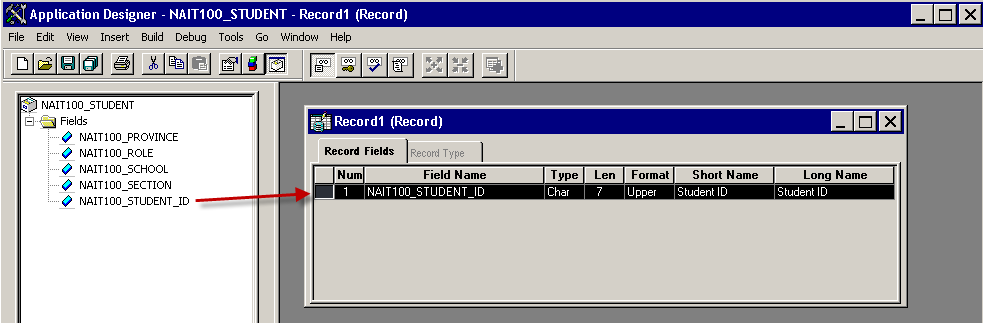 Application Designer - NAIT100_STUDENT - Record1 (Record)
File Edit View Insert Build Debug Tools Go Window Help
NAIT100_STUDENT
Fields
NAIT100_PROVINCE
NAIT100_ROLE
NAIT100_SCHOOL
NAIT100_SECTION
NAIT100_STUDENT_ID
Record1 (Record)
Record Fields Record Type
Num Field Name Type Len Format Short Name Long Name
1 NAIT100_STUDENT_ID Char 7 Upper Student ID Student ID